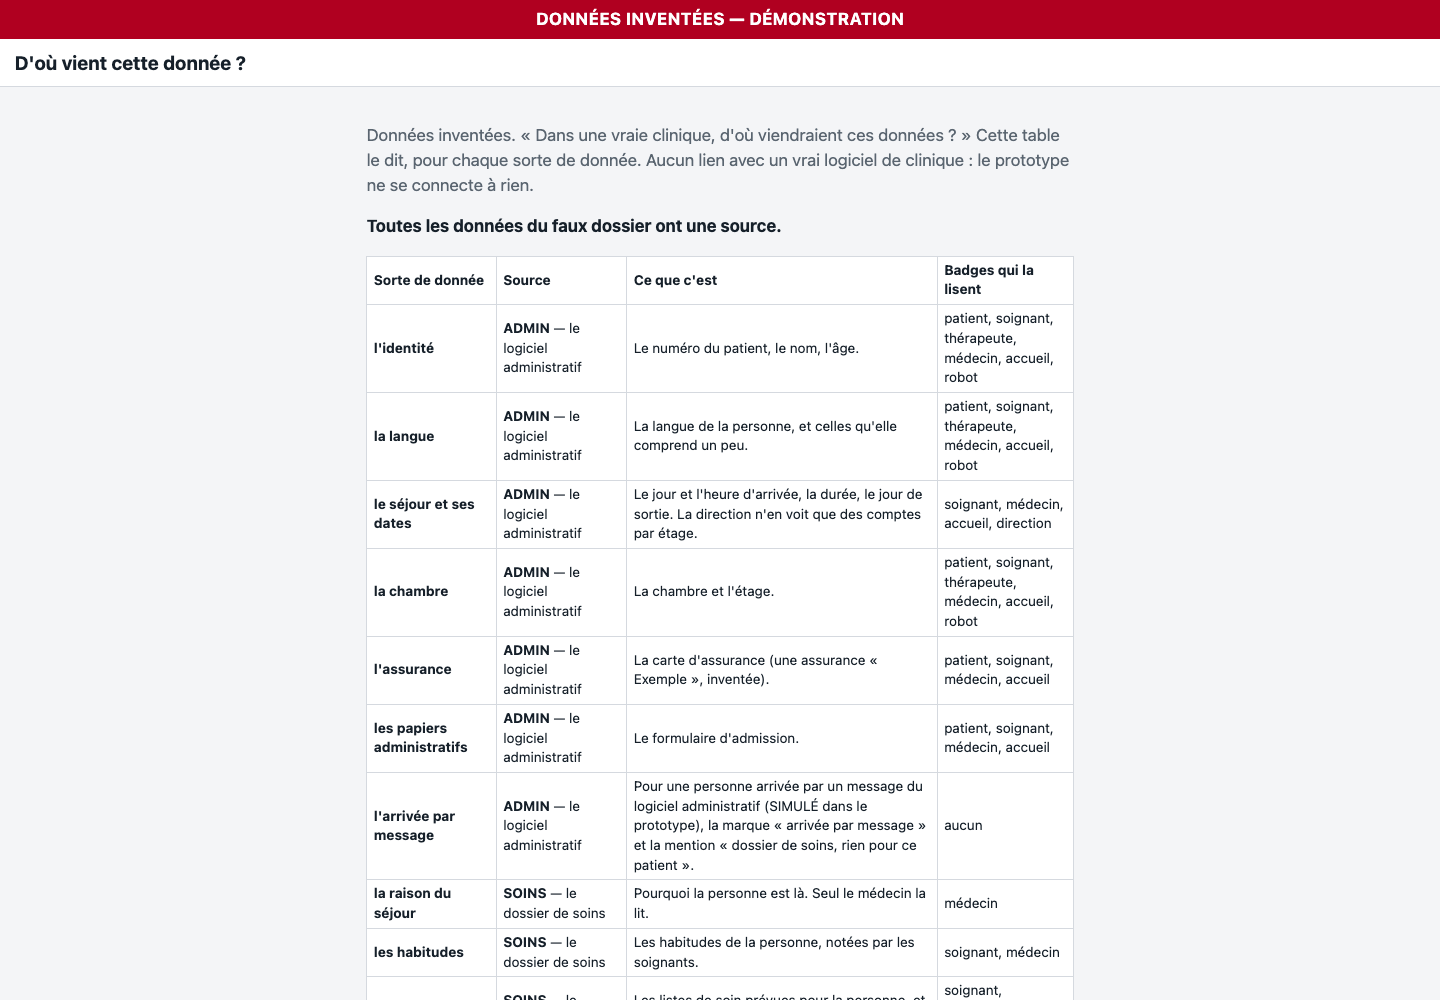 DONNÉES INVENTÉES — DÉMONSTRATION
D'où vient cette donnée ?
Données inventées. « Dans une vraie clinique, d'où viendraient ces données ? » Cette table
le dit, pour chaque sorte de donnée. Aucun lien avec un vrai logiciel de clinique : le prototype
ne se connecte à rien.
Toutes les données du faux dossier ont une source.
Sorte de donnée
Source
Ce que c'est
Badges qui la
lisent
l'identité
ADMIN — le
logiciel
administratif
Le numéro du patient, le nom, l'âge.
patient, soignant,
thérapeute,
médecin, accueil,
robot
la langue
ADMIN — le
logiciel
administratif
La langue de la personne, et celles qu'elle
comprend un peu.
patient, soignant,
thérapeute,
médecin, accueil,
robot
le séjour et ses
dates
ADMIN — le
logiciel
administratif
Le jour et l'heure d'arrivée, la durée, le jour de
sortie. La direction n'en voit que des comptes
par étage.
soignant, médecin,
accueil, direction
la chambre
ADMIN — le
logiciel
administratif
La chambre et l'étage.
patient, soignant,
thérapeute,
médecin, accueil,
robot
l'assurance
ADMIN — le
logiciel
administratif
La carte d'assurance (une assurance «
Exemple », inventée).
patient, soignant,
médecin, accueil
les papiers
administratifs
ADMIN — le
logiciel
administratif
Le formulaire d'admission.
patient, soignant,
médecin, accueil
l'arrivée par
message
ADMIN — le
logiciel
administratif
Pour une personne arrivée par un message du
logiciel administratif (SIMULÉ dans le
prototype), la marque « arrivée par message »
et la mention « dossier de soins, rien pour ce
patient ».
aucun
la raison du
séjour
SOINS — le
dossier de soins
Pourquoi la personne est là. Seul le médecin la
lit.
médecin
les habitudes
SOINS — le
dossier de soins
Les habitudes de la personne, notées par les
soignants.
soignant, médecin
SOINS — le
Les listes de soin prévues pour la personne, et
soignant,